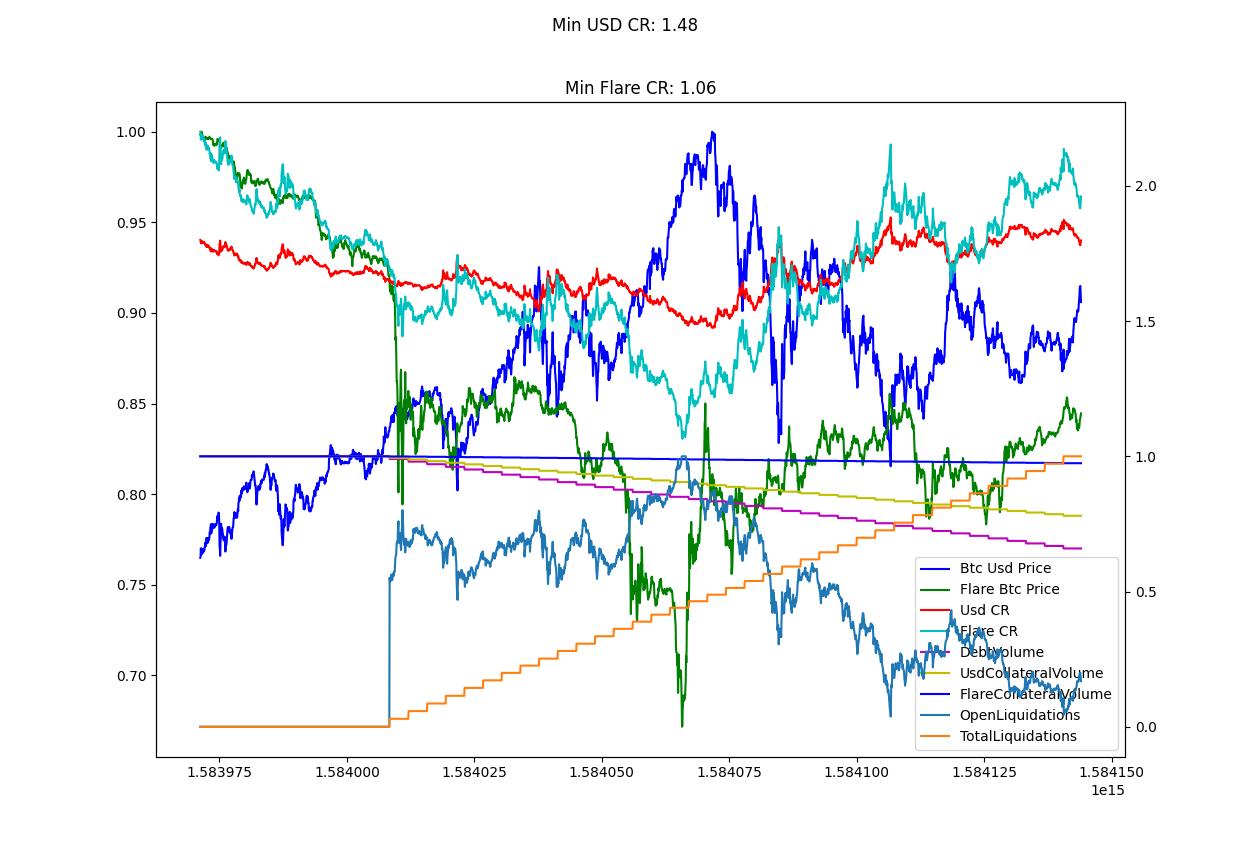 Min USD CR: 1.48
Min Flare CR: 1.06
1.00
0.95
0.90
0.85
0.80
0.75
0.70
2.0
1.5
1.0
0.5
0.0
Btc Usd Price
Flare Btc Price
Usd CR
Flare CR
DebtVolume
UsdCollateralVolume
FlareCollateralVolume
OpenLiquidations
TotalLiquidations
1.583975 1.584000 1.584025 1.584050 1.584075 1.584100 1.584125 1.584150
1e15